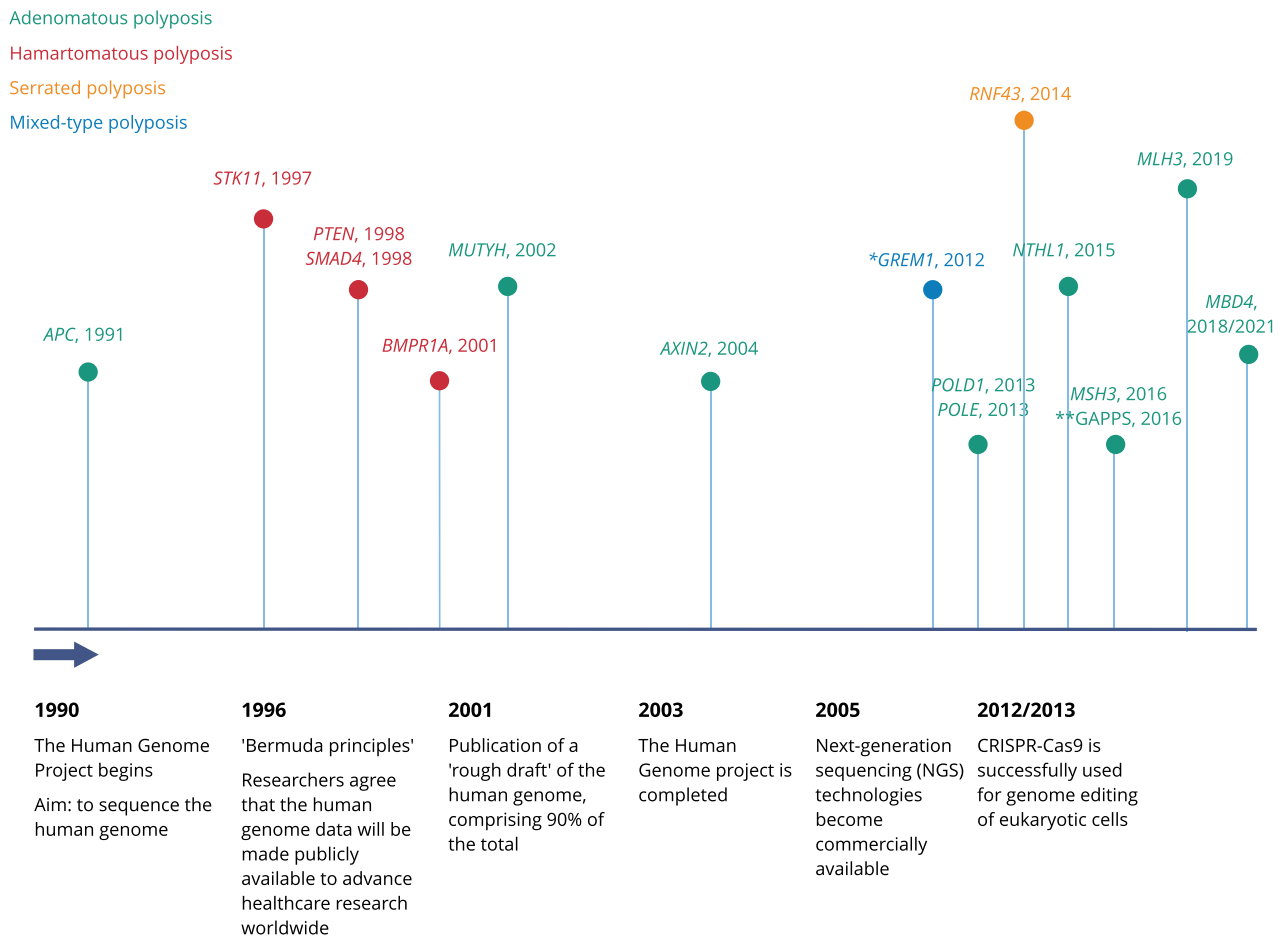 Adenomatous polyposis
Hamartomatous polyposis
Serrated polyposis
Mixed-type polyposis
RNF43, 2014
MLH3, 2019
STK11, 1997
PTEN, 1998
SMAD4, 1998
MUTYH, 2002
*GREM1, 2012
NTHL1, 2015
MBD4,
2018/2021
APC, 1991
BMPR1A, 2001
AXIN2, 2004
POLD1, 2013
POLE, 2013
MSH3, 2016
**GAPPS, 2016
1990
The Human Genome
Project begins
Aim: to sequence the
human genome
1996
'Bermuda principles'
Researchers agree
that the human
genome data will be
made publicly
available to advance
healthcare research
worldwide
2001
Publication of a
'rough draft' of the
human genome,
comprising 90% of
the total
2003
The Human
Genome project is
completed
2005
Next-generation
sequencing (NGS)
technologies
become
commercially
available
2012/2013
CRISPR-Cas9 is
successfully used
for genome editing
of eukaryotic cells